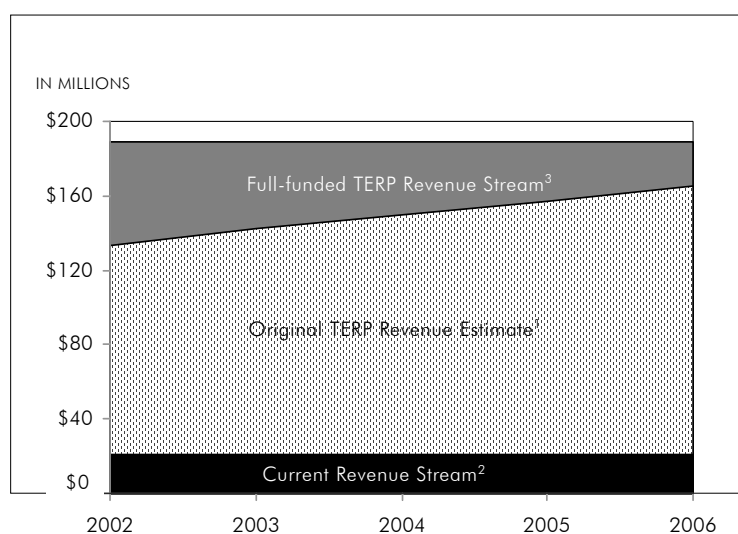 IN MILLIONS
$200
$160
$120
$80
$40
$0
Full-funded TERP Revenue Stream³
Original TERP Revenue Estimate¹
Current Revenue Stream²
2002 2003 2004 2005 2006